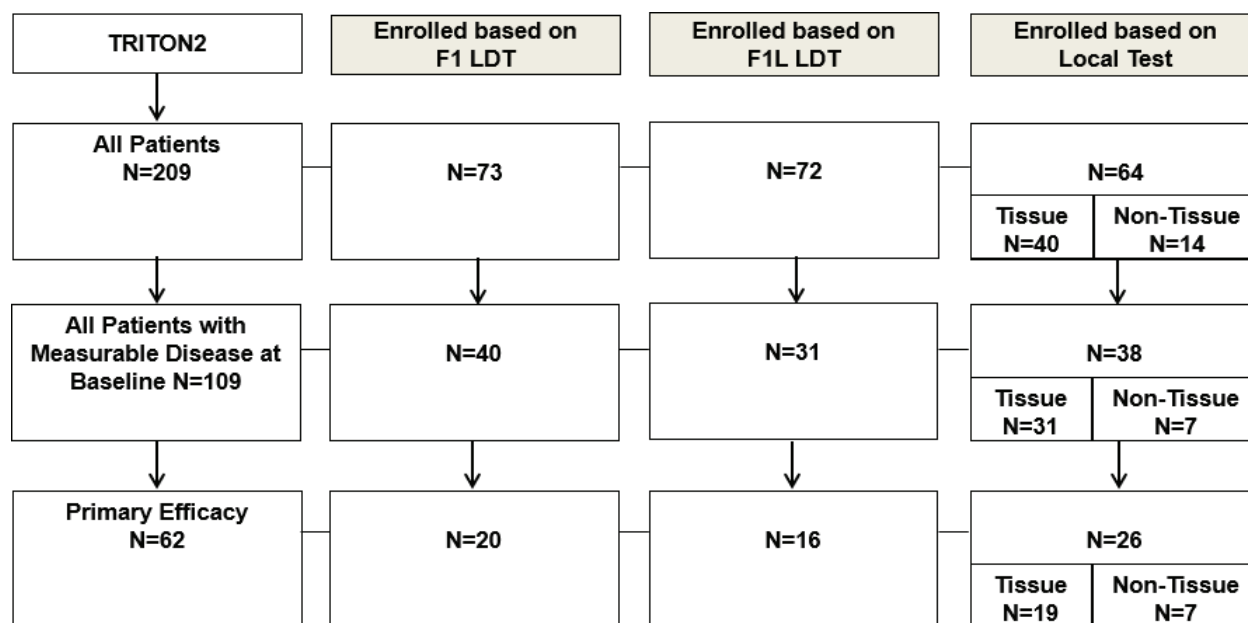 TRITON2
Enrolled based on
F1 LDT
Enrolled based on
F1L LDT
Enrolled based on
Local Test
All Patients
N=209
N=73
N=72
N=64
Tissue
N=40
Non-Tissue
N=14
All Patients with
Measurable Disease at
Baseline N=109
N=40
N=31
N=38
Tissue
N=31
Non-Tissue
N=7
Primary Efficacy
N=62
N=20
N=16
N=26
Tissue
N=19
Non-Tissue
N=7